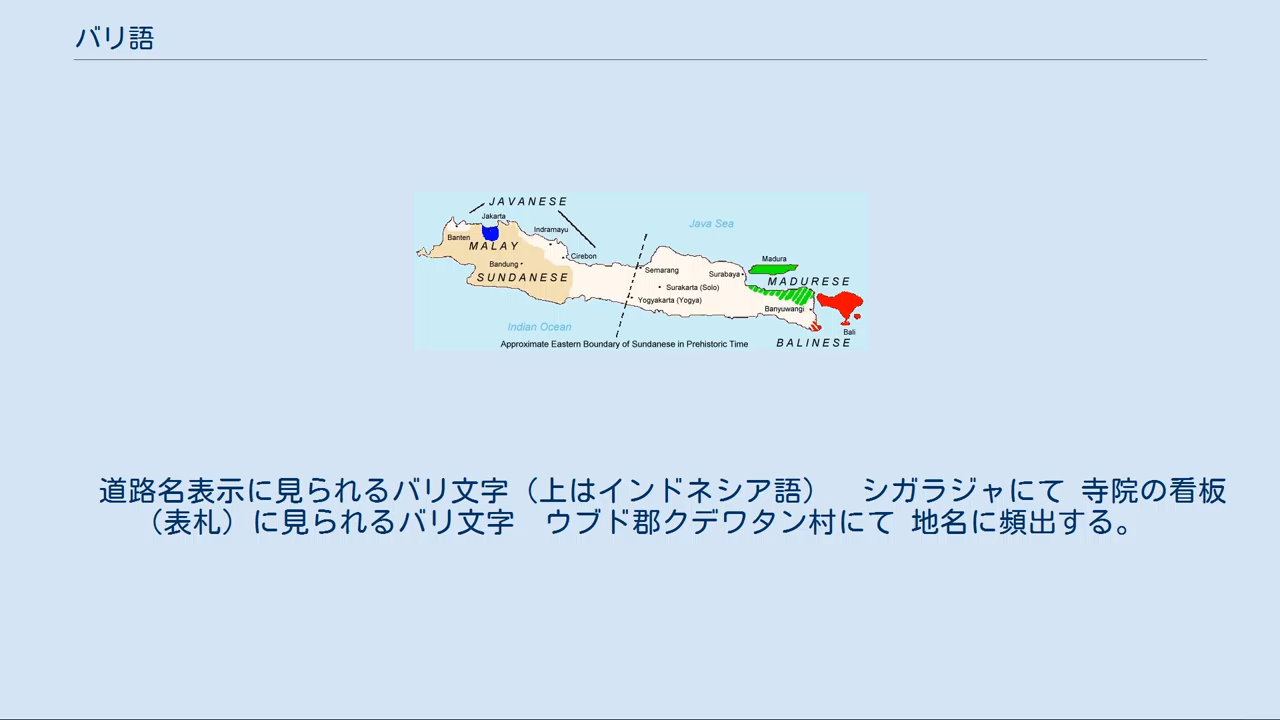 バリ語
JAVANESE
Jakarta
Java Sea
Banten
Indramayu
MALAY
Cirebon
Bandung
SUNDANESE
Semarang
Madura
Surabaya
MADURESE
Surakarta (Solo)
Yogyakarta (Yogya)
Banyuwangi
Indian Ocean
Bali
Approximate Eastern Boundary of Sundanese in Prehistoric Time
BALINESE
道路名表示に見られるバリ文字（上はインドネシア語）　シガラジャにて 寺院の看板
（表札）に見られるバリ文字　ウブド郡クデワタン村にて 地名に頻出する。